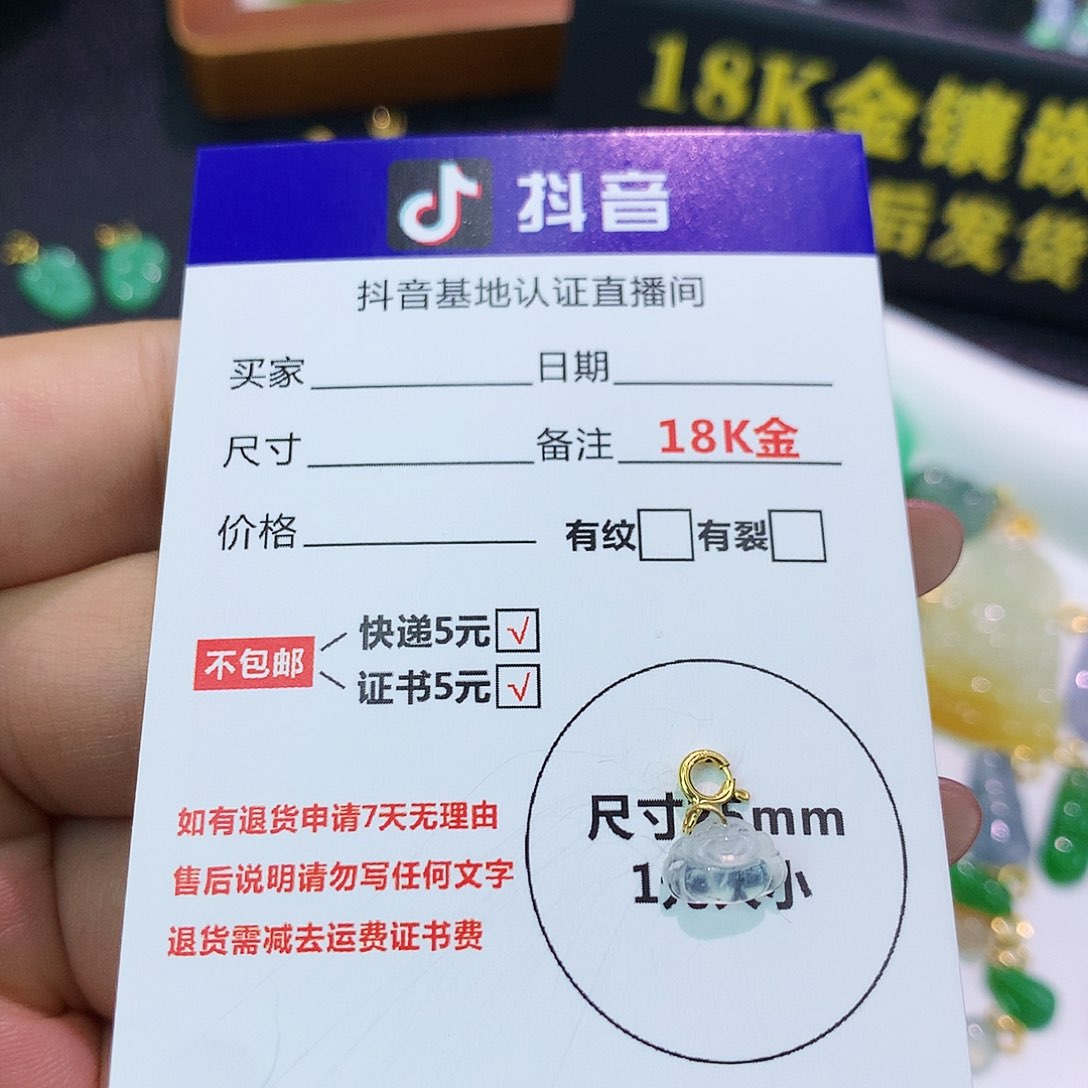 18K金镶嵌
后发货
抖音
抖音基地认证直播间
买家 日期
尺寸 备注 18K金
价格 有纹 有裂
不包邮
快递5元 √
证书5元 √
如有退货申请7天无理由
售后说明请勿写任何文字
退货需减去运费证书费
尺寸 5mm
1 小